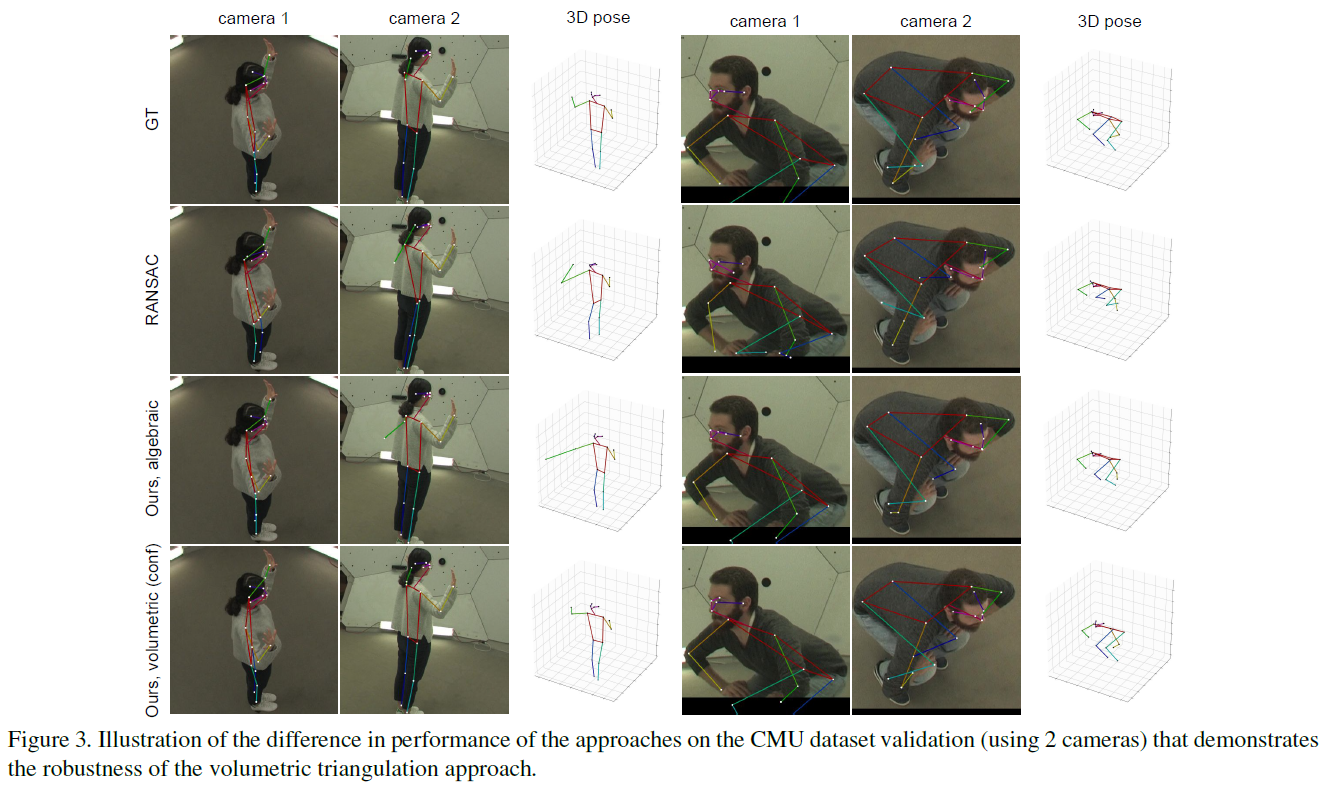 camera 1
camera 2
3D pose
camera 1
camera 2
3D pose
GT
RANSAC
Ours, algebraic
Ours, volumetric (conf)
Figure 3. Illustration of the difference in performance of the approaches on the CMU dataset validation (using 2 cameras) that demonstrates
the robustness of the volumetric triangulation approach.